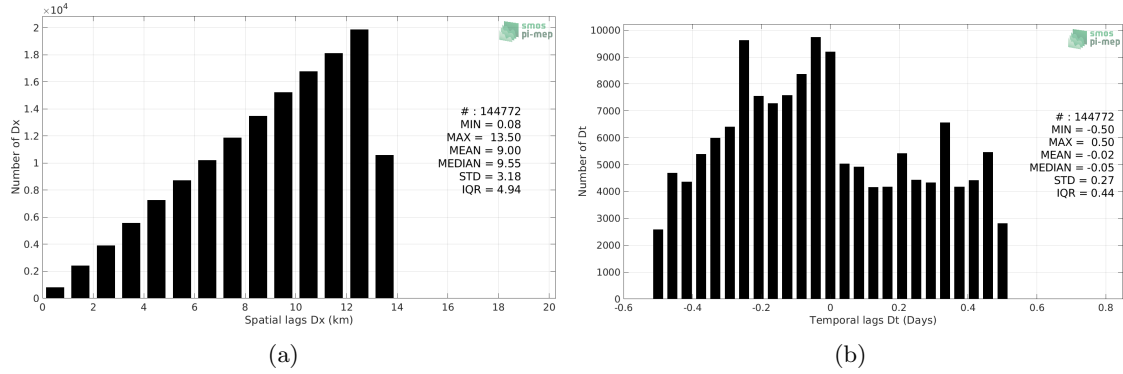 ×10⁴
2
1.8
1.6
1.4
1.2
1
0.8
0.6
0.4
0.2
0
Number of Dx
smos
pi-mep
# : 144772
MIN = 0.08
MAX = 13.50
MEAN = 9.00
MEDIAN = 9.55
STD = 3.18
IQR = 4.94
0 2 4 6 8 10 12 14 16 18 20
Spatial lags Dx (km)
(a)
10000
9000
8000
7000
6000
5000
4000
3000
2000
1000
0
Number of Dt
smos
pi-mep
# : 144772
MIN = -0.50
MAX = 0.50
MEAN = -0.02
MEDIAN = -0.05
STD = 0.27
IQR = 0.44
-0.6 -0.4 -0.2 0 0.2 0.4 0.6 0.8
Temporal lags Dt (Days)
(b)